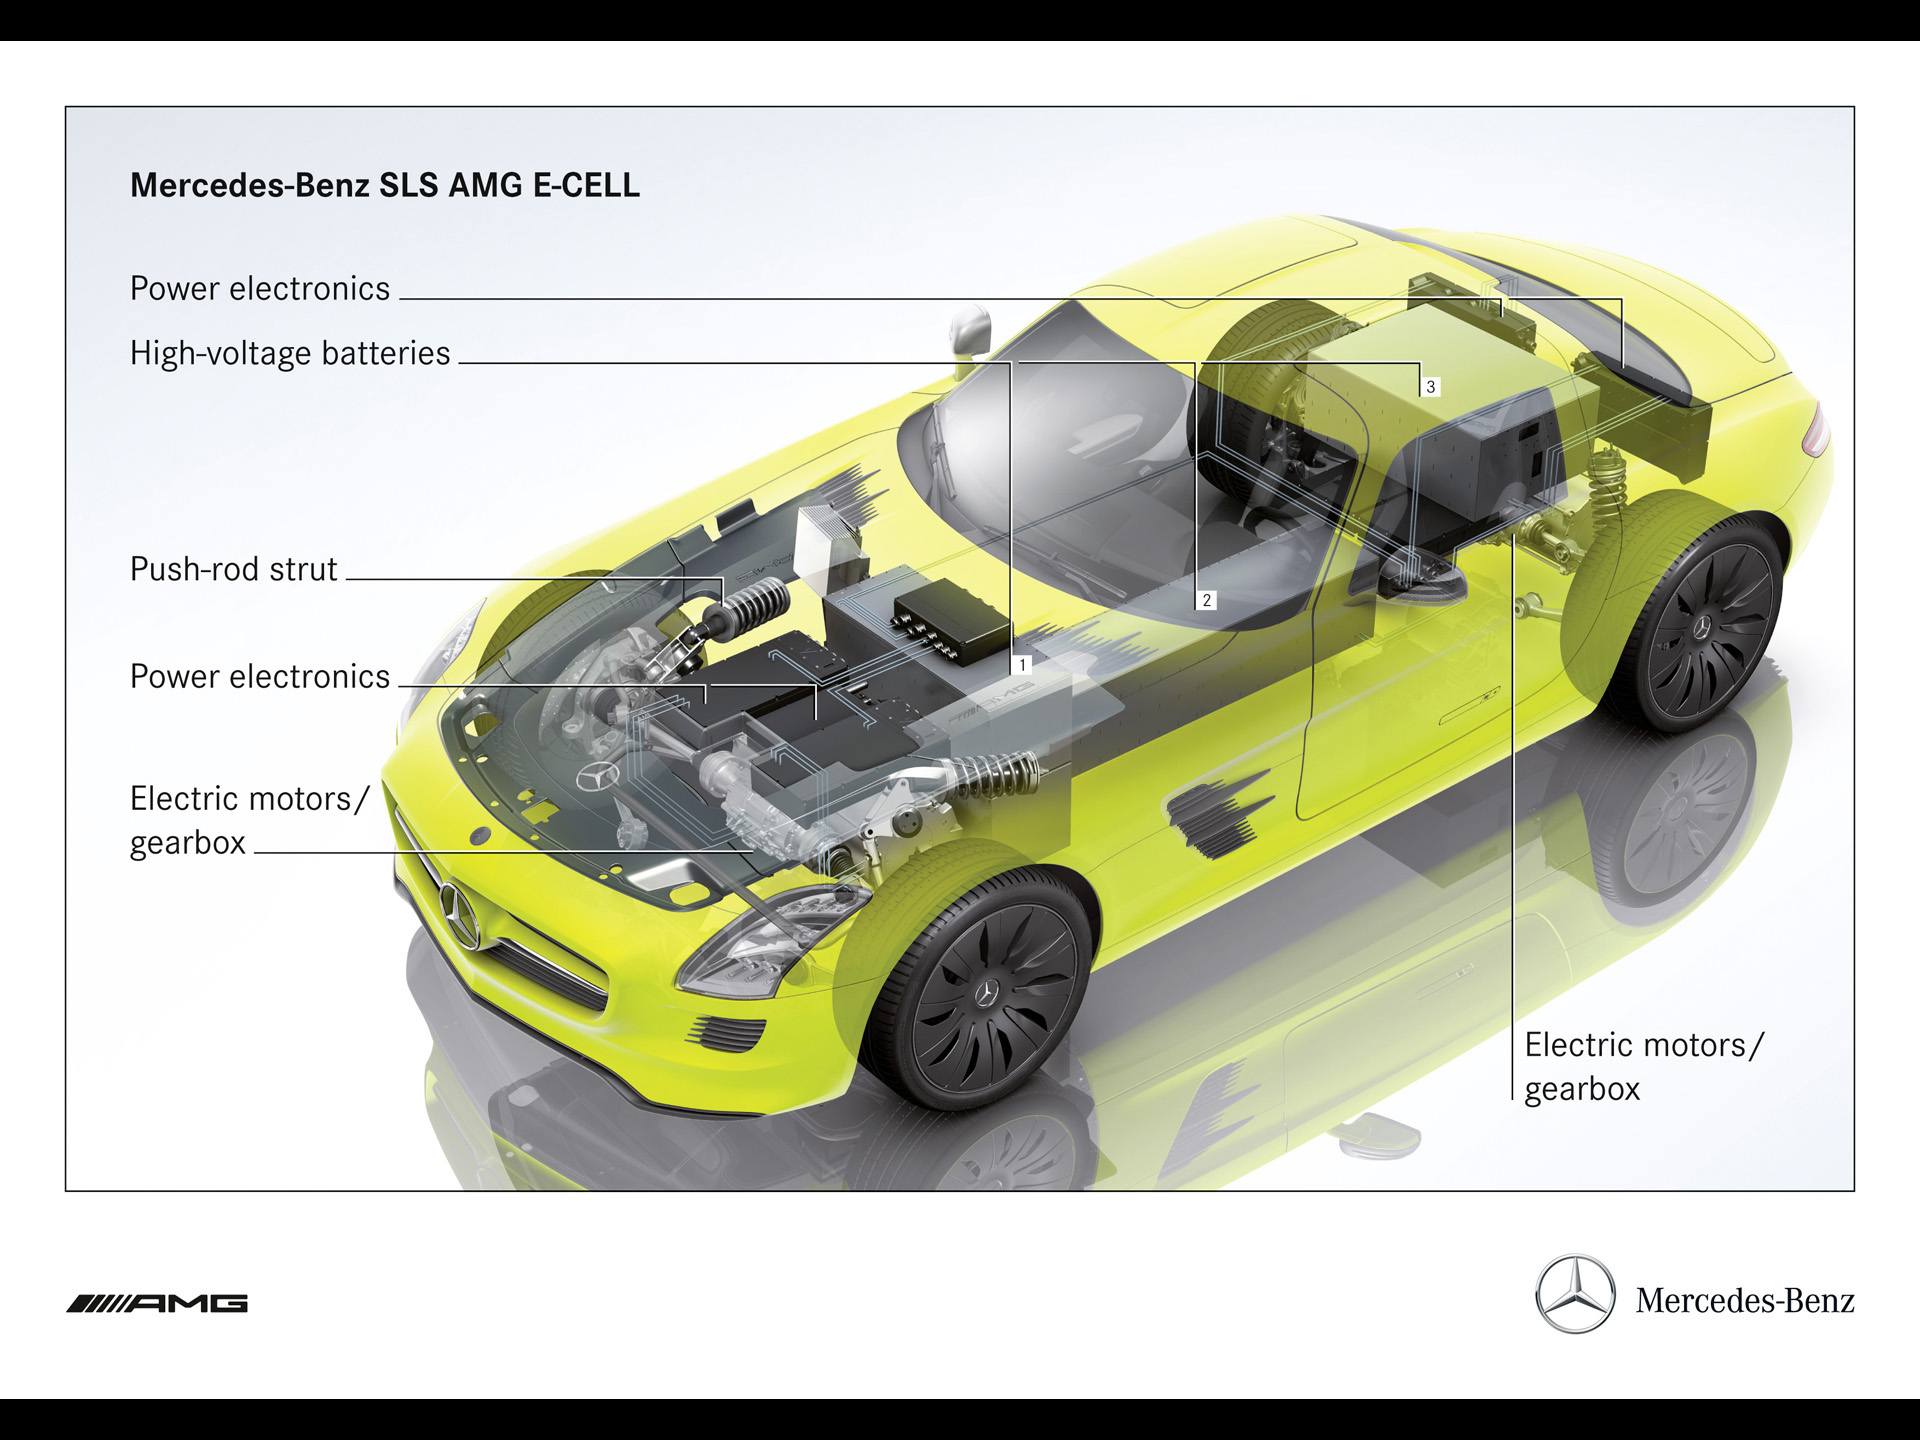 Mercedes-Benz SLS AMG E-CELL
Power electronics
High-voltage batteries
3
2
Push-rod strut
1
Power electronics
Electric motors/
gearbox
Electric motors/
gearbox
AMG
AMG
Mercedes-Benz